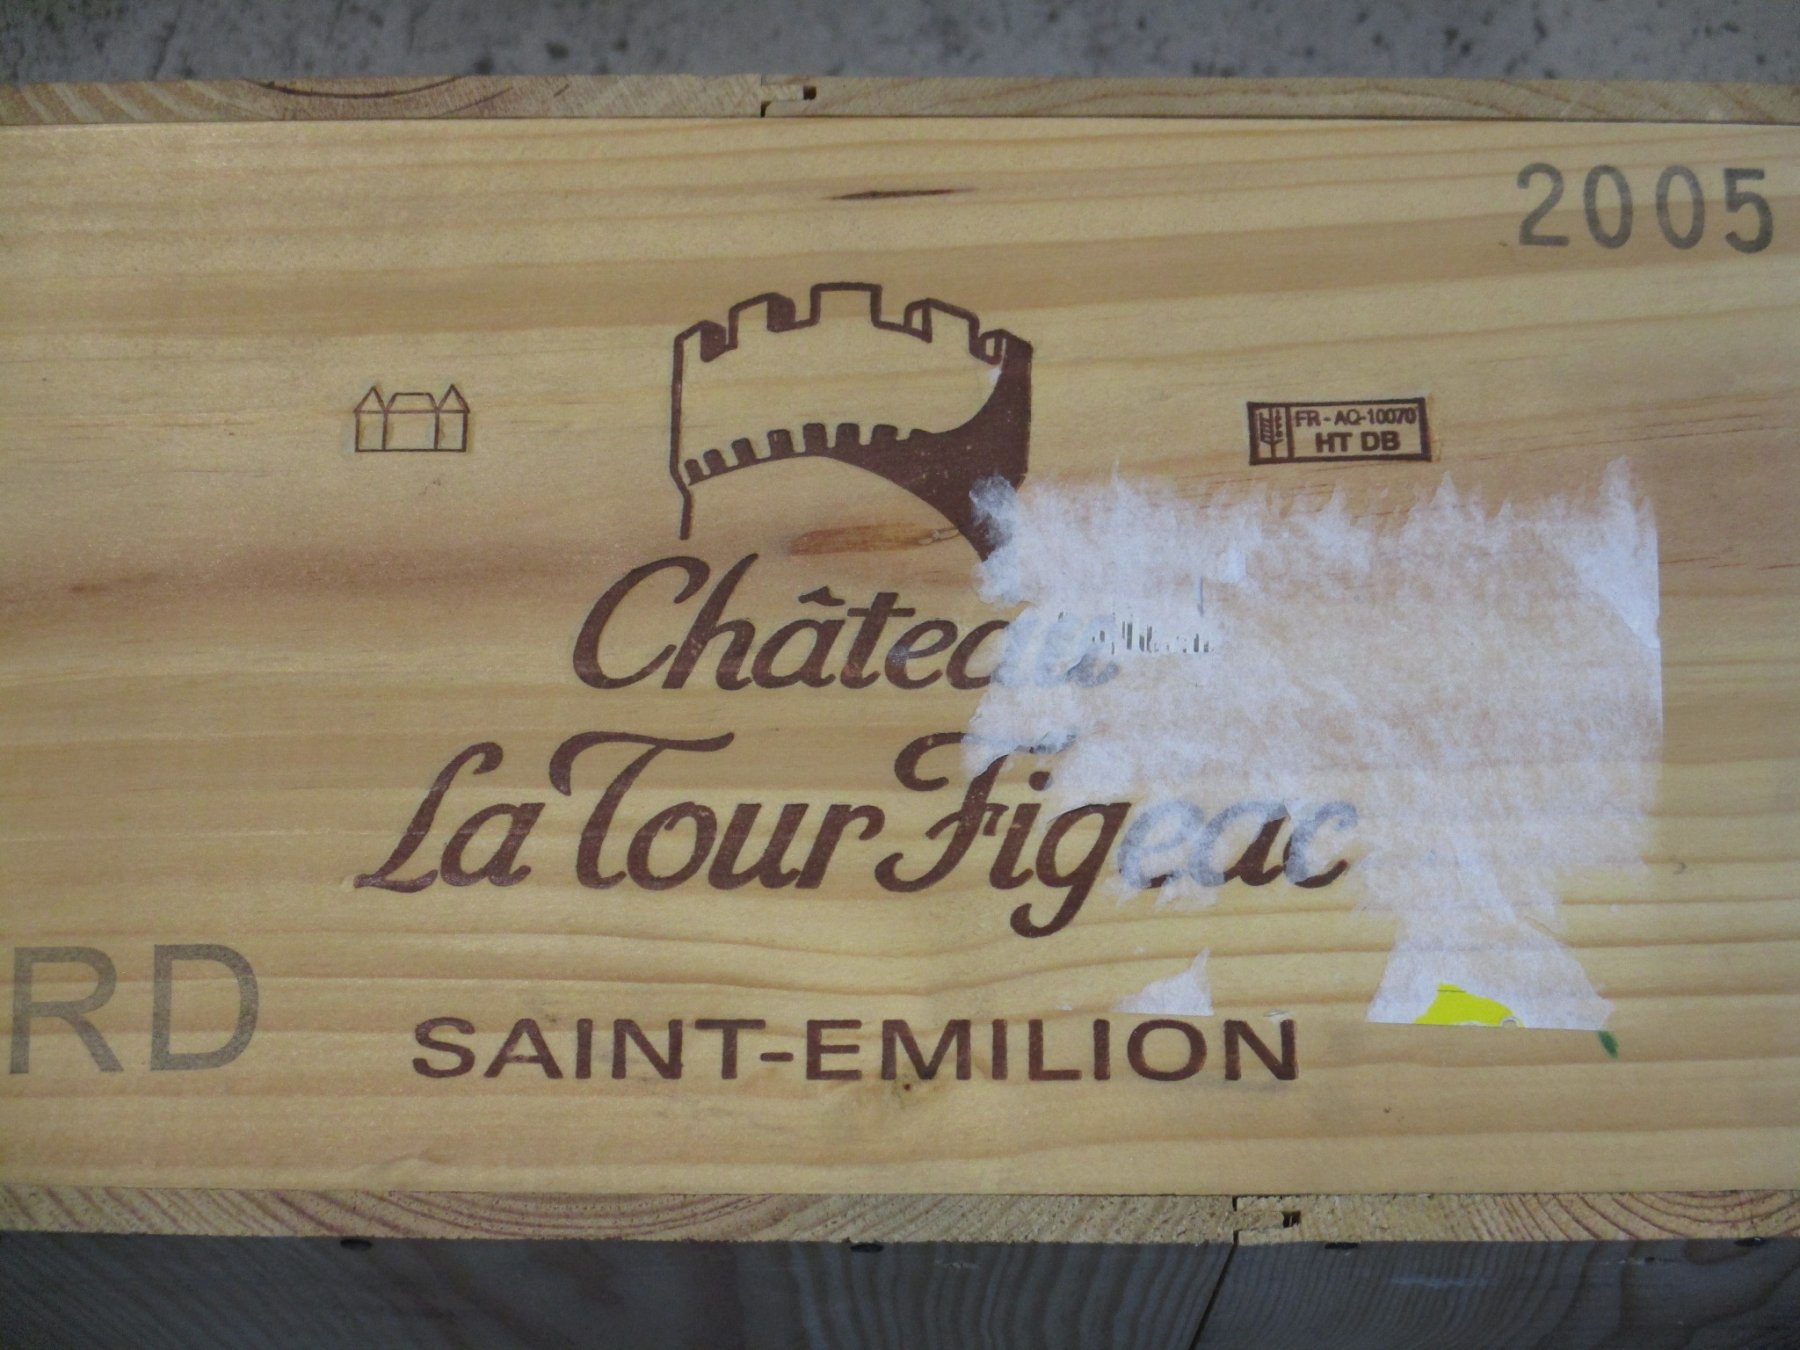 2005
FR - AQ-10070
HT DB
Château
La Tour Figeac
RD
SAINT-EMILION